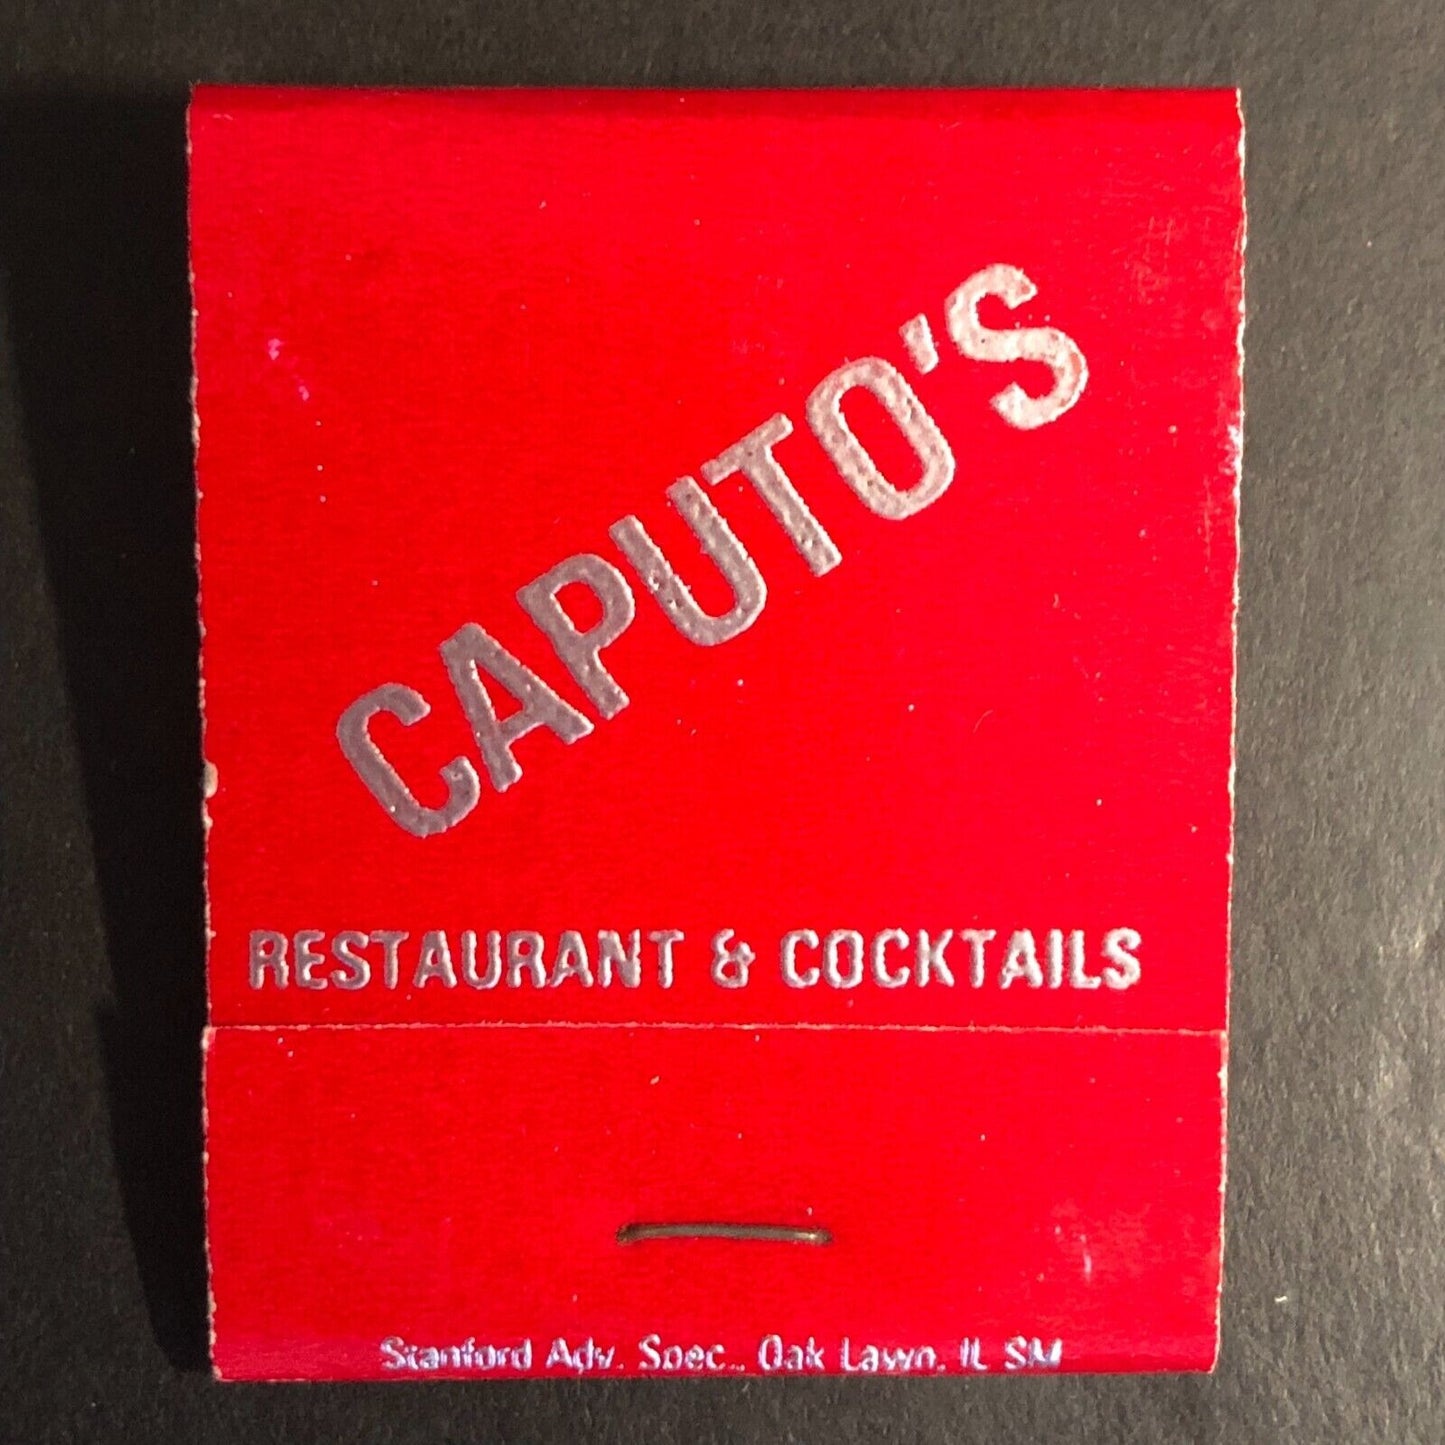 CAPUTO'S
RESTAURANT & COCKTAILS
Stanford Adv. Spec., Oak Lawn, IL SM